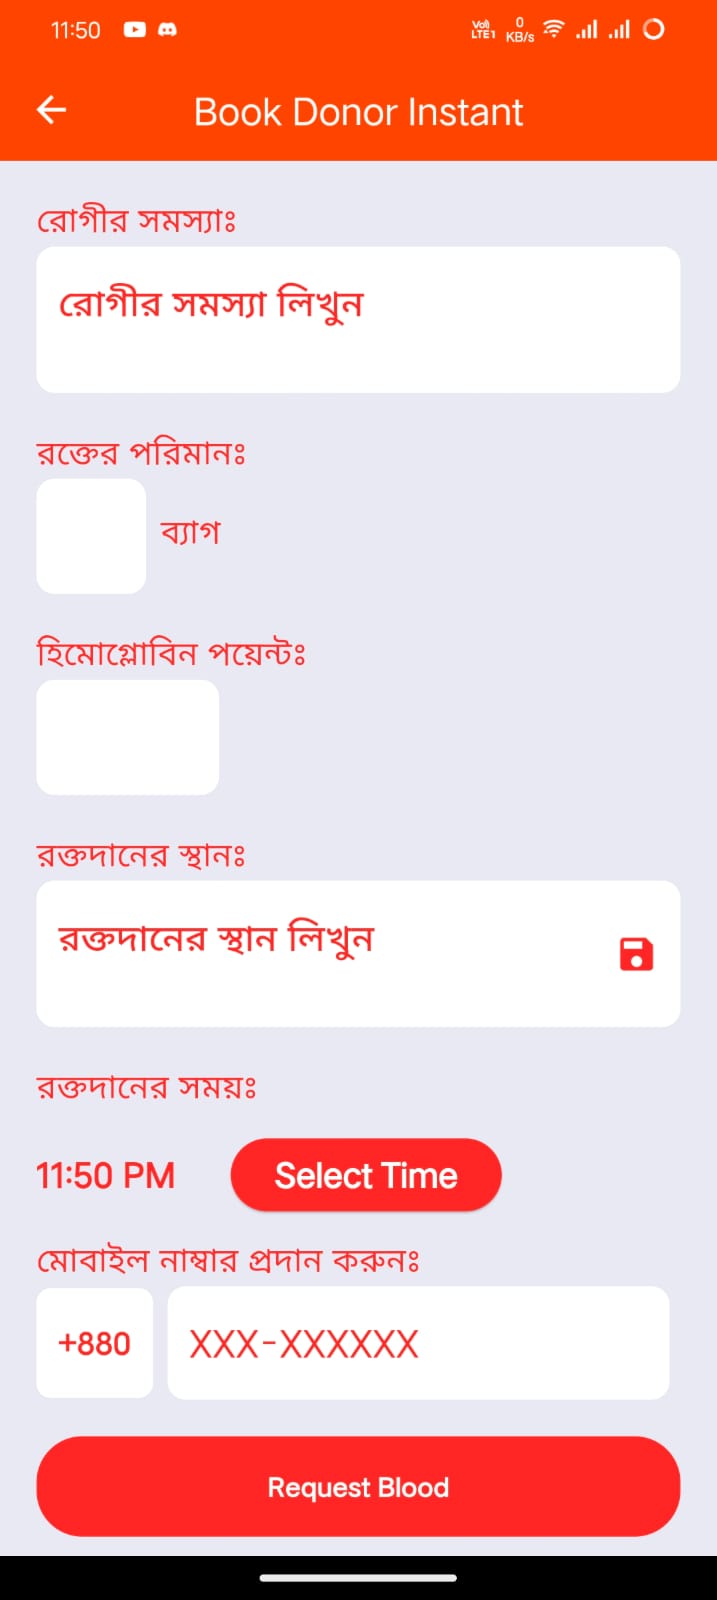 11:50
Vo) LTE1 0 KB/s
Book Donor Instant
রোগীর সমস্যাঃ
রোগীর সমস্যা লিখুন
রক্তের পরিমানঃ
ব্যাগ
হিমোগ্লোবিন পয়েন্টঃ
রক্তদানের স্থানঃ
রক্তদানের স্থান লিখুন
রক্তদানের সময়ঃ
11:50 PM Select Time
মোবাইল নাম্বার প্রদান করুনঃ
+880 XXX-XXXXXX
Request Blood